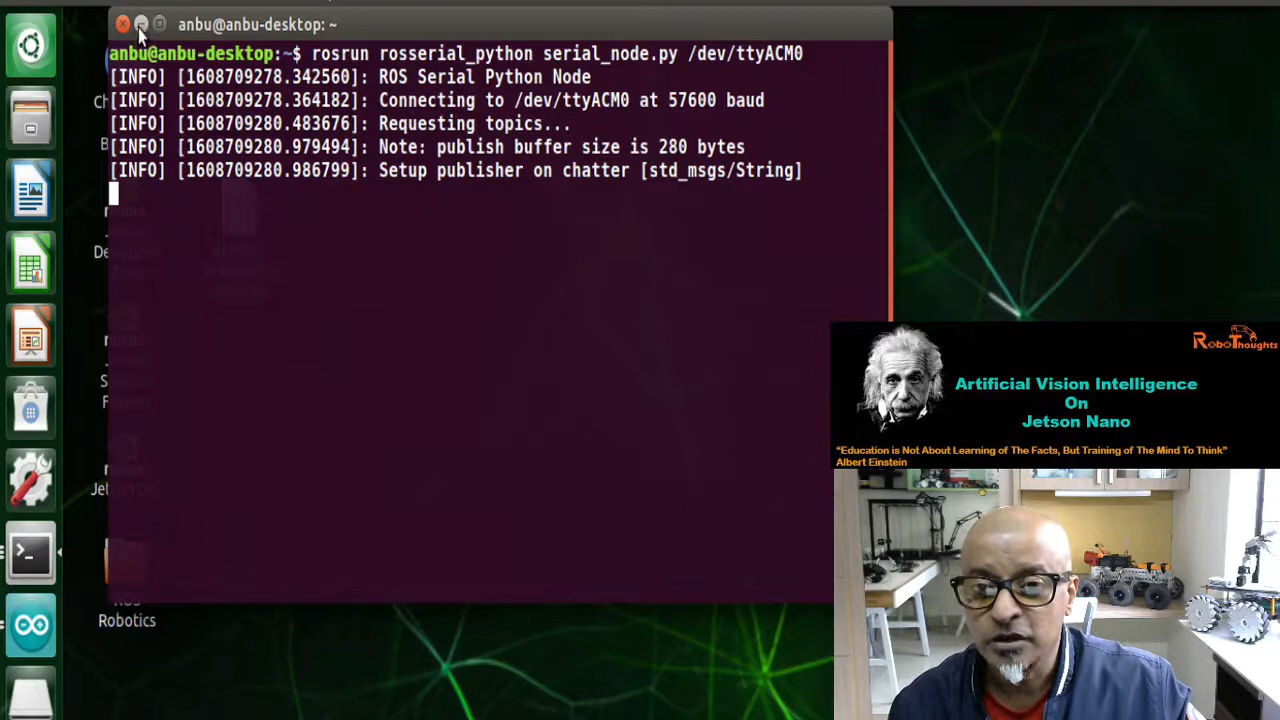 anbu@anbu-desktop: ~
anbu@anbu-desktop:~$ rosrun rosserial_python serial_node.py /dev/ttyACM0
[INFO] [1608709278.342560]: ROS Serial Python Node
[INFO] [1608709278.364182]: Connecting to /dev/ttyACM0 at 57600 baud
[INFO] [1608709280.483676]: Requesting topics...
[INFO] [1608709280.979494]: Note: publish buffer size is 280 bytes
[INFO] [1608709280.986799]: Setup publisher on chatter [std_msgs/String]
Robotics
RoboThoughts
Artificial Vision Intelligence
On
Jetson Nano
“Education is Not About Learning of The Facts, But Training of The Mind To Think”
Albert Einstein